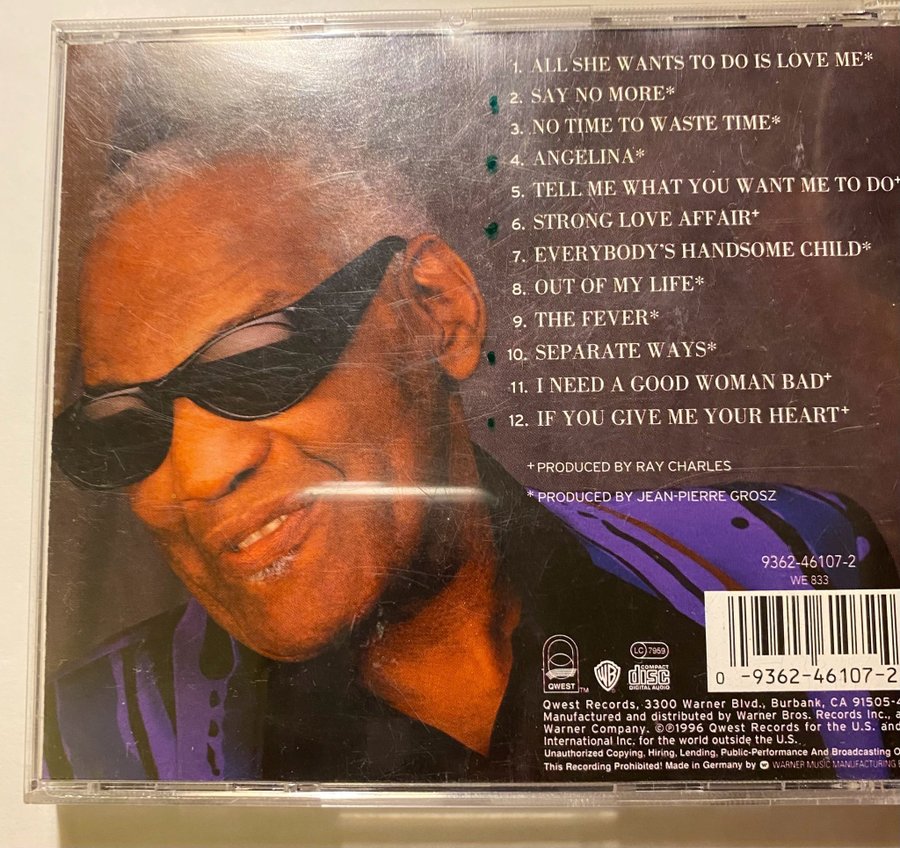 1. ALL SHE WANTS TO DO IS LOVE ME*
2. SAY NO MORE*
3. NO TIME TO WASTE TIME*
4. ANGELINA*
5. TELL ME WHAT YOU WANT ME TO DO+
6. STRONG LOVE AFFAIR+
7. EVERYBODY'S HANDSOME CHILD*
8. OUT OF MY LIFE*
9. THE FEVER*
10. SEPARATE WAYS*
11. I NEED A GOOD WOMAN BAD+
12. IF YOU GIVE ME YOUR HEART+
+ PRODUCED BY RAY CHARLES
* PRODUCED BY JEAN-PIERRE GROSZ
9362-46107-2
WE 833
0 -9362-46107-2
LC 7959
QWEST TM WB COMPACT disc DIGITAL AUDIO
Qwest Records, 3300 Warner Blvd., Burbank, CA 91505-4
Manufactured and distributed by Warner Bros. Records Inc., a
Warner Company. ©℗1996 Qwest Records for the U.S. and
International Inc. for the world outside the U.S.
Unauthorized Copying, Hiring, Lending, Public-Performance And Broadcasting O
This Recording Prohibited! Made in Germany by WARNER MUSIC MANUFACTURING E